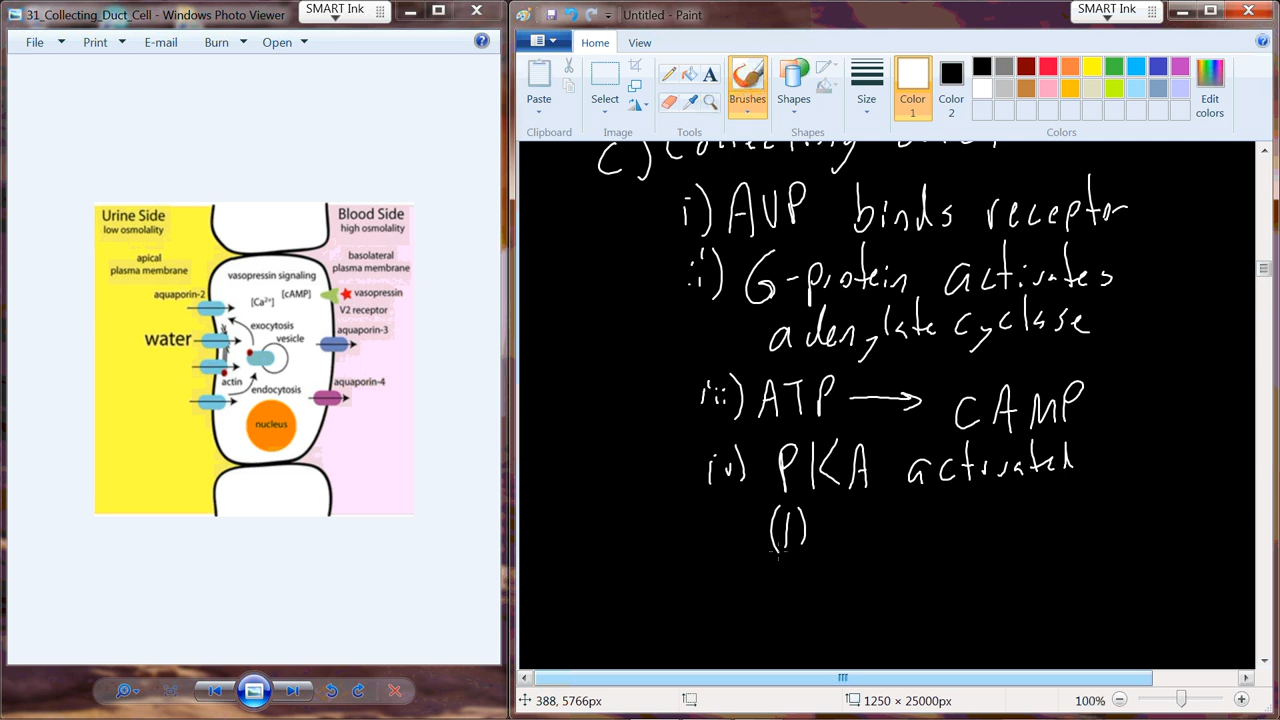 31_Collecting_Duct_Cell - Windows Photo Viewer
SMART Ink
File Print E-mail Burn Open
Urine Side
low osmolality
Blood Side
high osmolality
apical
plasma membrane
basolateral
plasma membrane
vasopressin signaling
aquaporin-2
[Ca2+]
[cAMP]
vasopressin
V2 receptor
exocytosis
vesicle
aquaporin-3
water
actin
endocytosis
aquaporin-4
nucleus
Untitled - Paint
SMART Ink
Home View
Paste
Select
Brushes
Shapes
Size
Color
1
Color
2
Edit
colors
Clipboard
Image
Tools
Shapes
Colors
c) Collecting
i) AVP binds receptor
ii) G-protein activates
adenylate cyclase
iii) ATP → cAMP
iv) PKA activated
(1)
388, 5766px
1250 × 25000px
100%